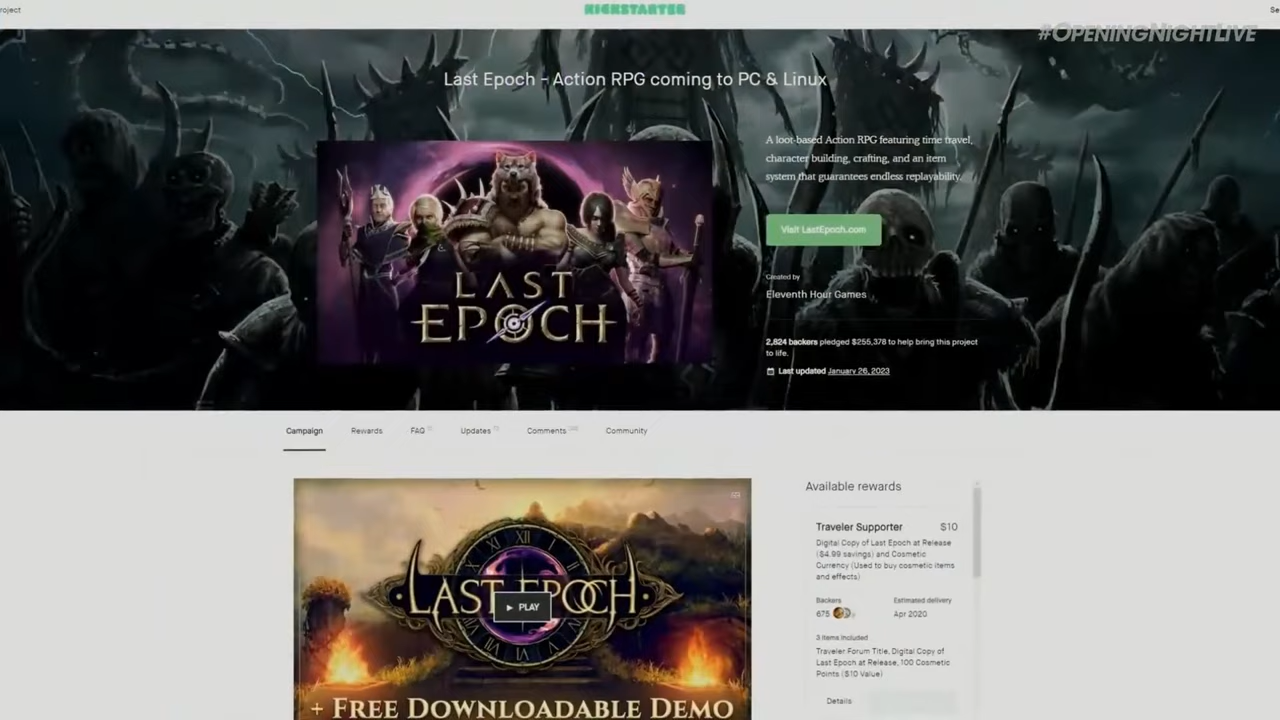 roject
KICKSTARTER
Se
#OPENINGNIGHTLIVE
Last Epoch - Action RPG coming to PC & Linux
A loot-based Action RPG featuring time travel,
character building, crafting, and an item
system that guarantees endless replayability.
LAST
EPOCH
Visit LastEpoch.com
Created by
Eleventh Hour Games
2,824 backers pledged $255,378 to help bring this project
to life.
Last updated January 26, 2023
Campaign
Rewards
FAQ
Updates
Comments
Community
LAST EPOCH
PLAY
+ FREE DOWNLOADABLE DEMO
Available rewards
Traveler Supporter $10
Digital Copy of Last Epoch at Release
($4.99 savings) and Cosmetic
Currency (Used to buy cosmetic items
and effects)
Backers
Estimated delivery
675
Apr 2020
3 items included
Traveler Forum Title, Digital Copy of
Last Epoch at Release, 100 Cosmetic
Points ($10 Value)
Details